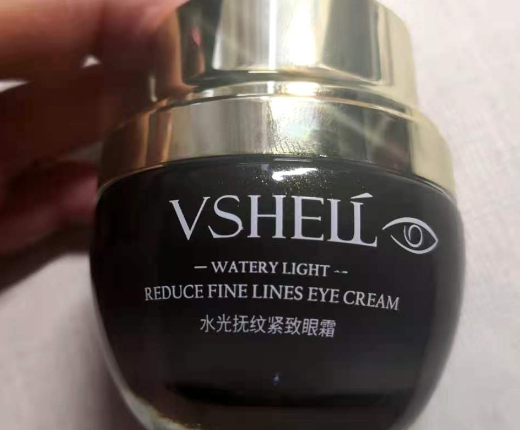 VSHELL
– WATERY LIGHT --
REDUCE FINE LINES EYE CREAM
水光抚纹紧致眼霜